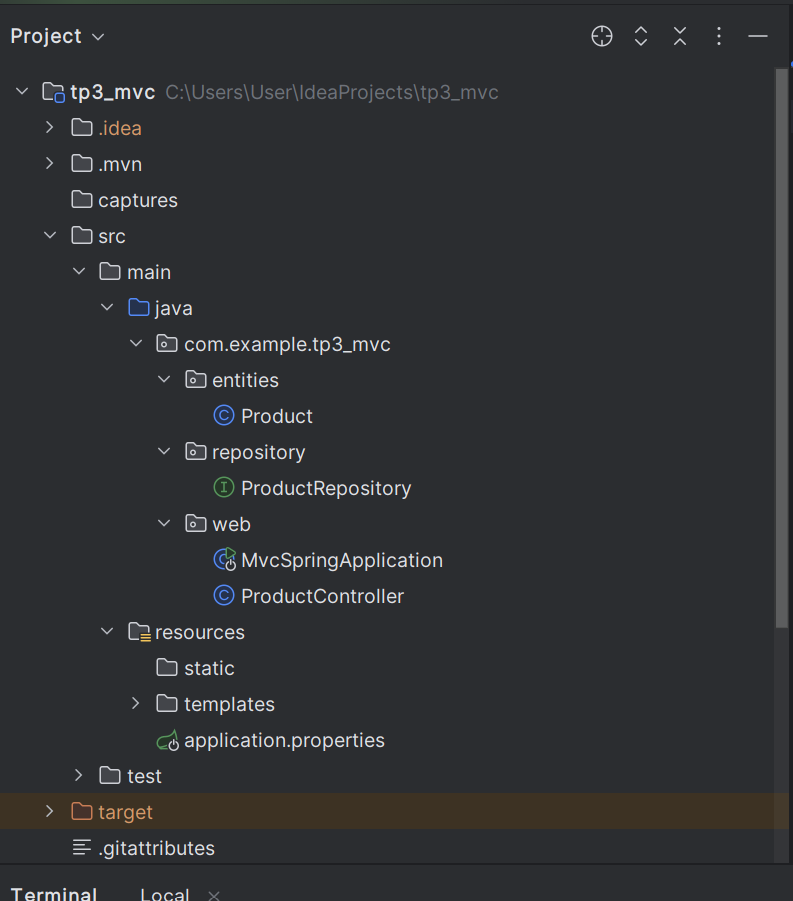 Project
tp3_mvc C:\Users\User\IdeaProjects\tp3_mvc
.idea
.mvn
captures
src
main
java
com.example.tp3_mvc
entities
C Product
repository
I ProductRepository
web
C MvcSpringApplication
C ProductController
resources
static
templates
application.properties
test
target
.gitattributes
Terminal Local